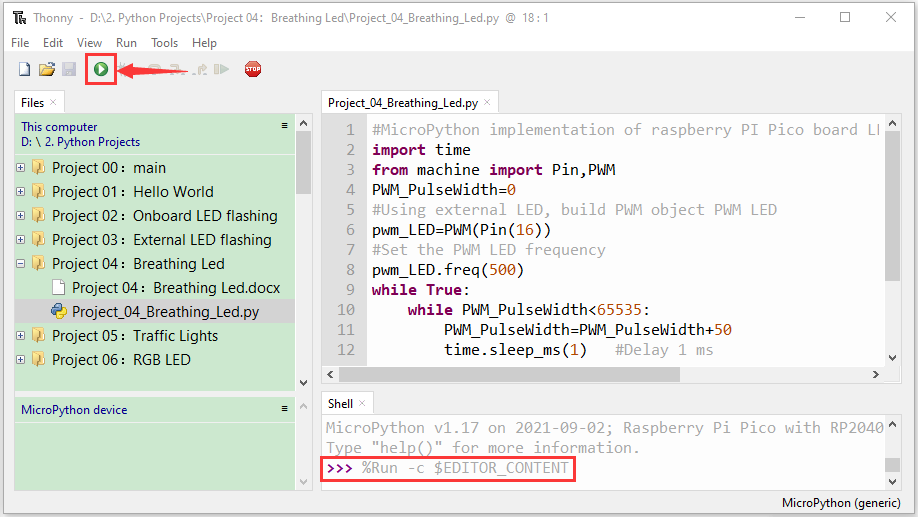 Thonny - D:\2. Python Projects\Project 04： Breathing Led\Project_04_Breathing_Led.py @ 18 : 1
File Edit View Run Tools Help
STOP
Files
This computer
D: \ 2. Python Projects
Project 00：main
Project 01：Hello World
Project 02：Onboard LED flashing
Project 03：External LED flashing
Project 04：Breathing Led
Project 04：Breathing Led.docx
Project_04_Breathing_Led.py
Project 05：Traffic Lights
Project 06：RGB LED
MicroPython device
Project_04_Breathing_Led.py
1 #MicroPython implementation of raspberry PI Pico board LE
2 import time
3 from machine import Pin,PWM
4 PWM_PulseWidth=0
5 #Using external LED, build PWM object PWM LED
6 pwm_LED=PWM(Pin(16))
7 #Set the PWM LED frequency
8 pwm_LED.freq(500)
9 while True:
10 while PWM_PulseWidth<65535:
11 PWM_PulseWidth=PWM_PulseWidth+50
12 time.sleep_ms(1) #Delay 1 ms
Shell
MicroPython v1.17 on 2021-09-02; Raspberry Pi Pico with RP2040
Type "help()" for more information.
>>> %Run -c $EDITOR_CONTENT
MicroPython (generic)